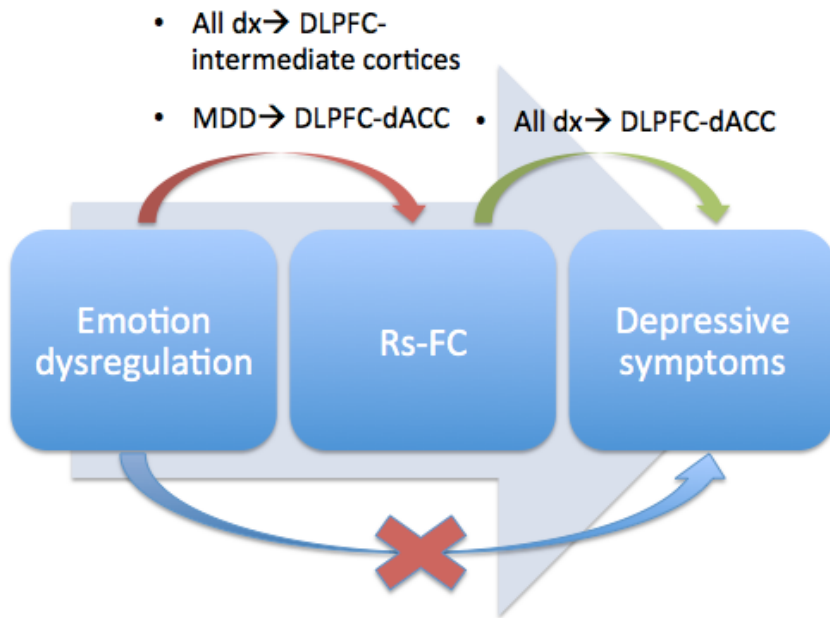 • All dx→ DLPFC-
intermediate cortices
• MDD→ DLPFC-dACC
• All dx→ DLPFC-dACC
Emotion
dysregulation
Rs-FC
Depressive
symptoms